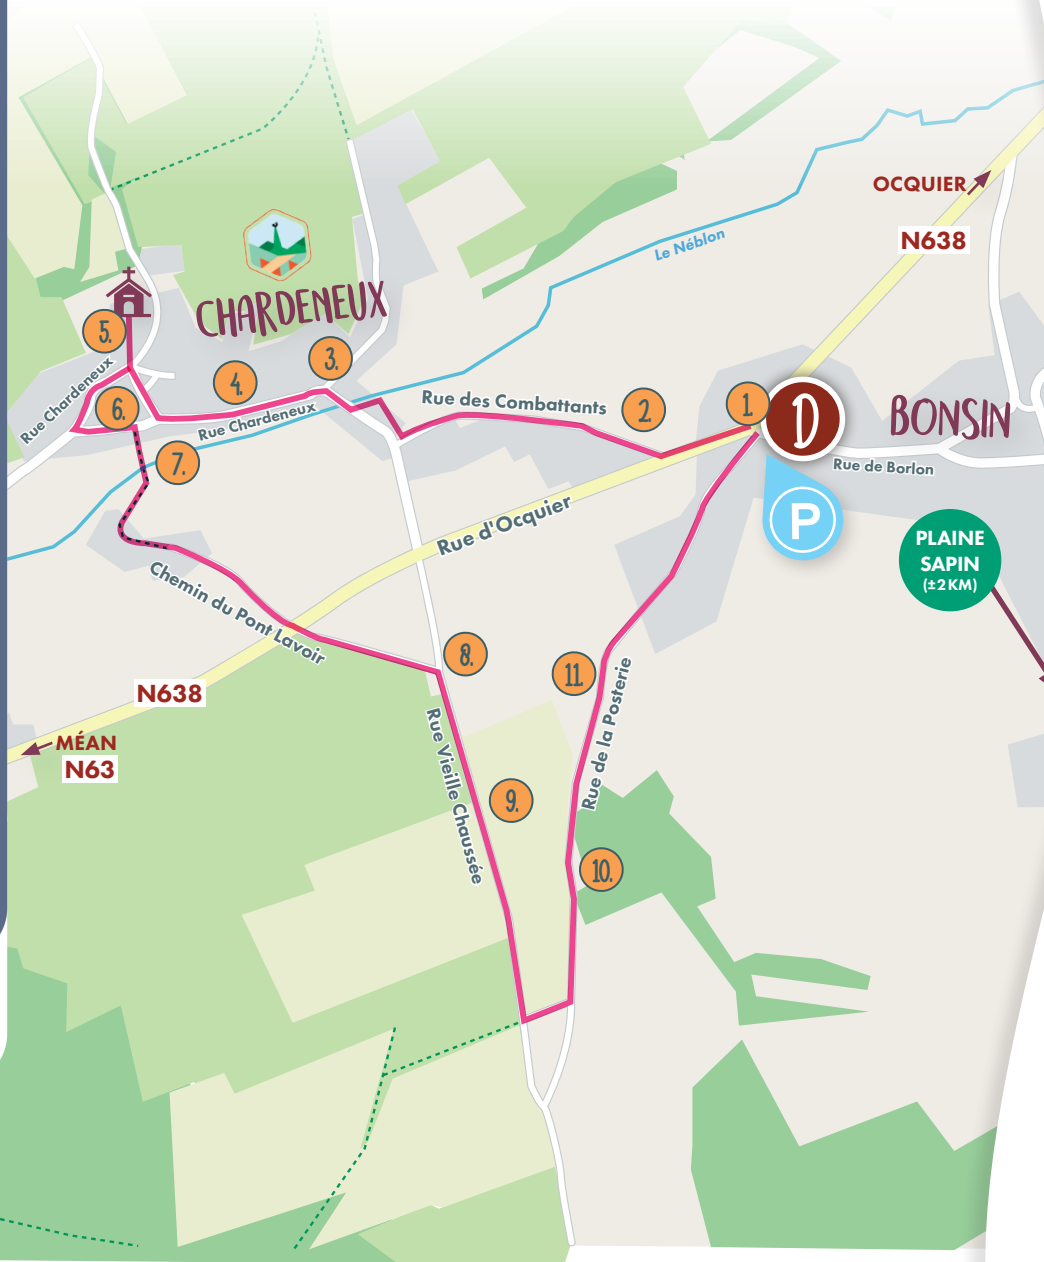 OCQUIER
N638
Le Néblon
CHARDENEUX
5.
3.
4.
Rue Chardeneux
6.
Rue Chardeneux
Rue des Combattants
2.
1.
D
BONSIN
Rue de Borlon
7.
P
Rue d'Ocquier
PLAINE
SAPIN
(±2KM)
Chemin du Pont Lavoir
8.
11.
N638
MÉAN
N63
Rue Vieille Chaussée
Rue de la Posterie
9.
10.